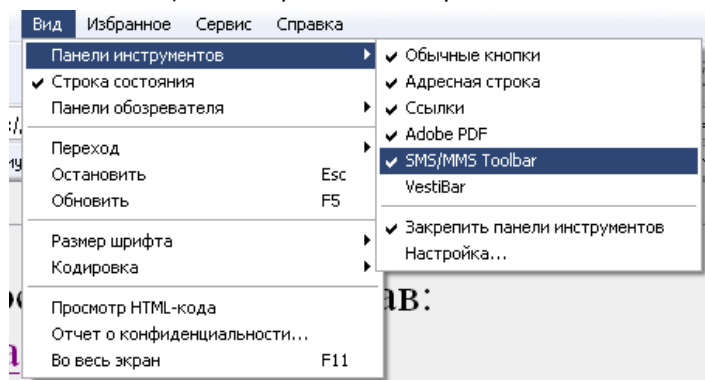 Вид Избранное Сервис Справка
Панели инструментов
Строка состояния
Панели обозревателя
Переход
Остановить Esc
Обновить F5
Размер шрифта
Кодировка
Просмотр HTML-кода
Отчет о конфиденциальности...
Во весь экран F11
Обычные кнопки
Адресная строка
Ссылки
Adobe PDF
SMS/MMS Toolbar
VestiBar
Закрепить панели инструментов
Настройка...
ав: